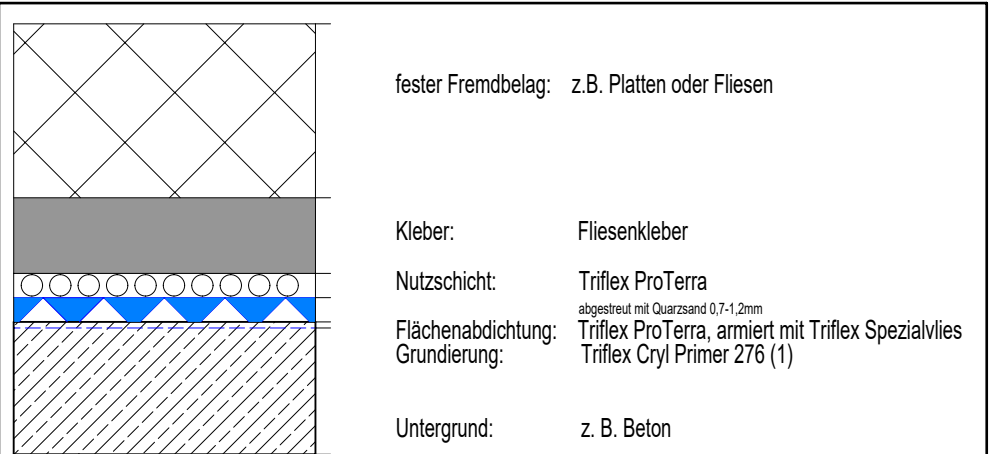 fester Fremdbelag: z.B. Platten oder Fliesen
Kleber: Fliesenkleber
Nutzschicht: Triflex ProTerra
abgestreut mit Quarzsand 0,7-1,2mm
Flächenabdichtung: Triflex ProTerra, armiert mit Triflex Spezialvlies
Grundierung: Triflex Cryl Primer 276 (1)
Untergrund: z. B. Beton